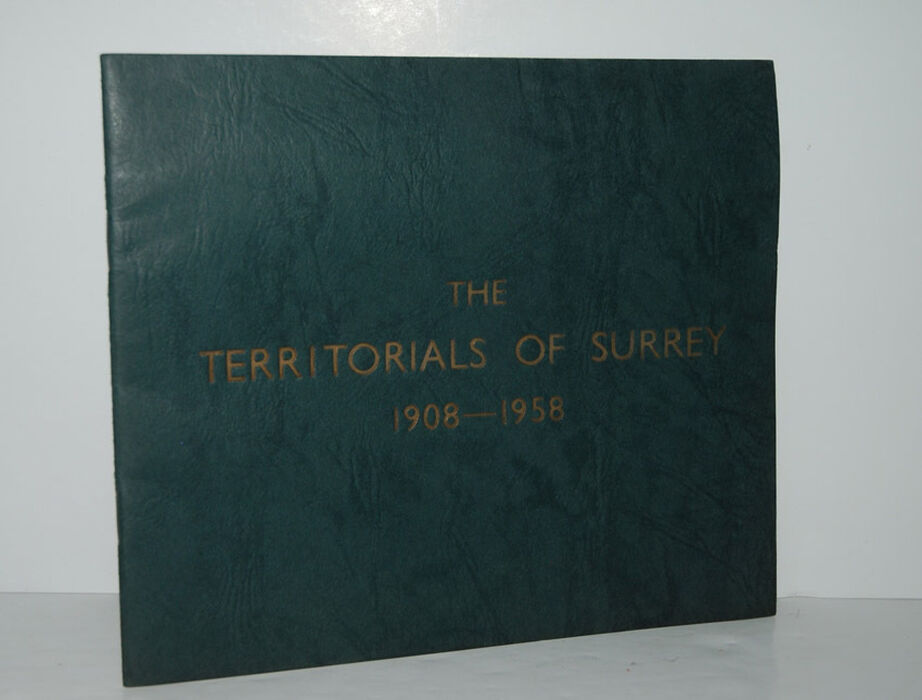 THE
TERRITORIALS OF SURREY
1908—1958